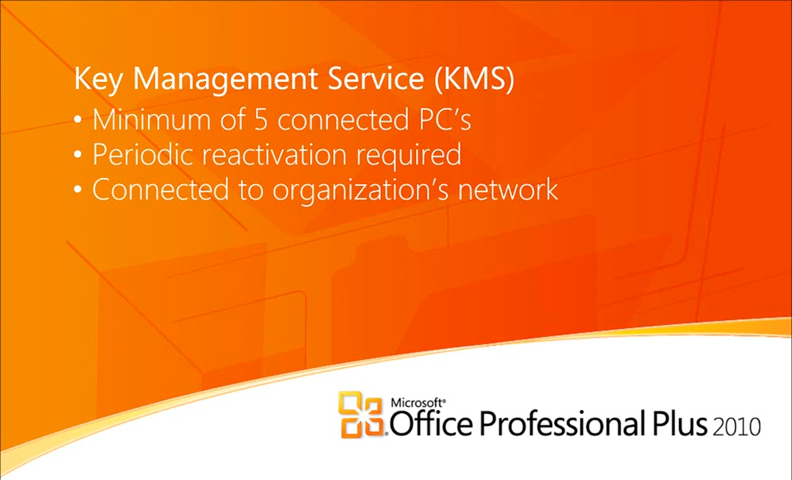 Key Management Service (KMS)
• Minimum of 5 connected PC's
• Periodic reactivation required
• Connected to organization's network
Microsoft®
Office Professional Plus 2010